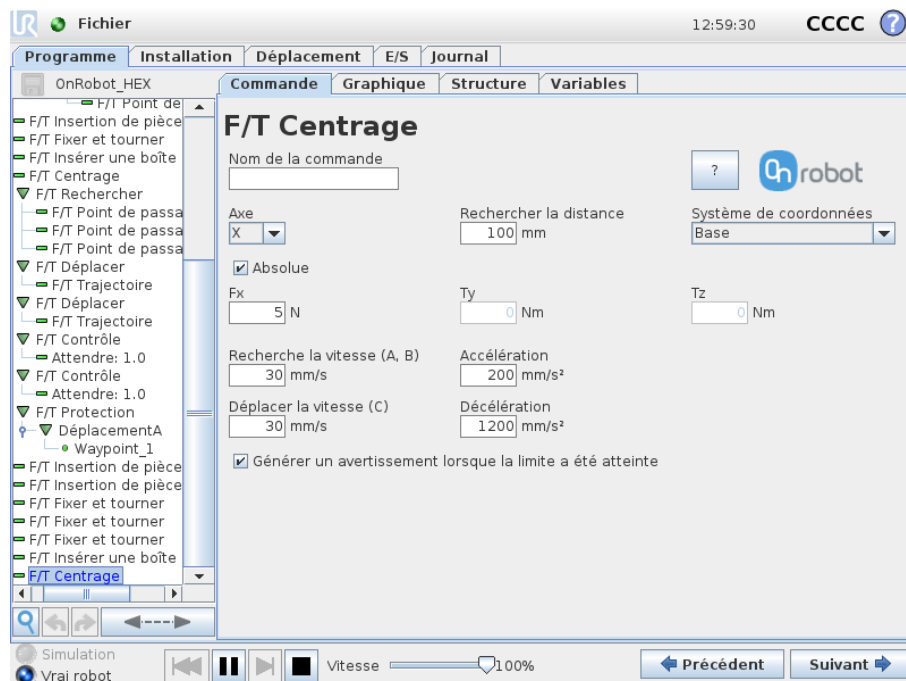 UR Fichier 12:59:30 CCCC ?
Programme Installation Déplacement E/S Journal
OnRobot_HEX
Commande Graphique Structure Variables
F/T Point de
F/T Insertion de pièce
F/T Fixer et tourner
F/T Insérer une boîte
F/T Centrage
F/T Rechercher
F/T Point de passa
F/T Point de passa
F/T Point de passa
F/T Déplacer
F/T Trajectoire
F/T Déplacer
F/T Trajectoire
F/T Contrôle
Attendre: 1.0
F/T Contrôle
Attendre: 1.0
F/T Protection
DéplacementA
Waypoint_1
F/T Insertion de pièce
F/T Insertion de pièce
F/T Fixer et tourner
F/T Fixer et tourner
F/T Fixer et tourner
F/T Insérer une boîte
F/T Centrage
F/T Centrage
Nom de la commande
? On robot
Axe Rechercher la distance Système de coordonnées
X 100 mm Base
Absolue
Fx Ty Tz
5 N 0 Nm 0 Nm
Recherche la vitesse (A, B) Accélération
30 mm/s 200 mm/s²
Déplacer la vitesse (C) Décélération
30 mm/s 1200 mm/s²
Générer un avertissement lorsque la limite a été atteinte
Simulation
Vrai robot
Vitesse 100%
Précédent Suivant